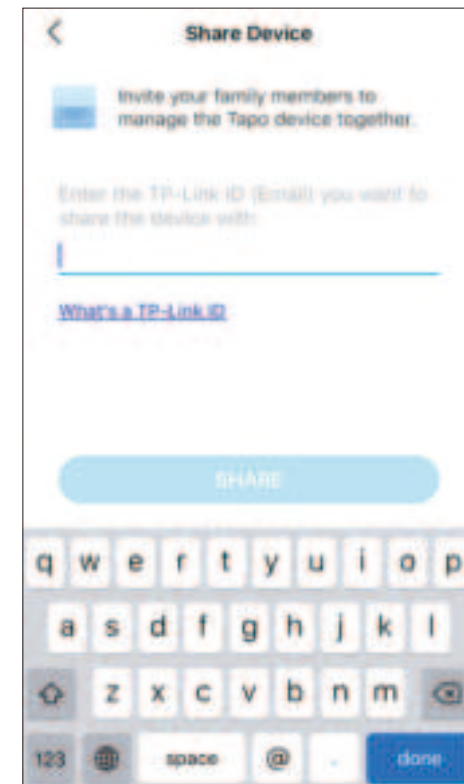 Share Device
Invite your family members to
manage the Tapo device together.
Enter the TP-Link ID (Email) you want to
share the device with:
What's a TP-Link ID
SHARE
q w e r t y u i o p
a s d f g h j k l
z x c v b n m
123 space @ . done